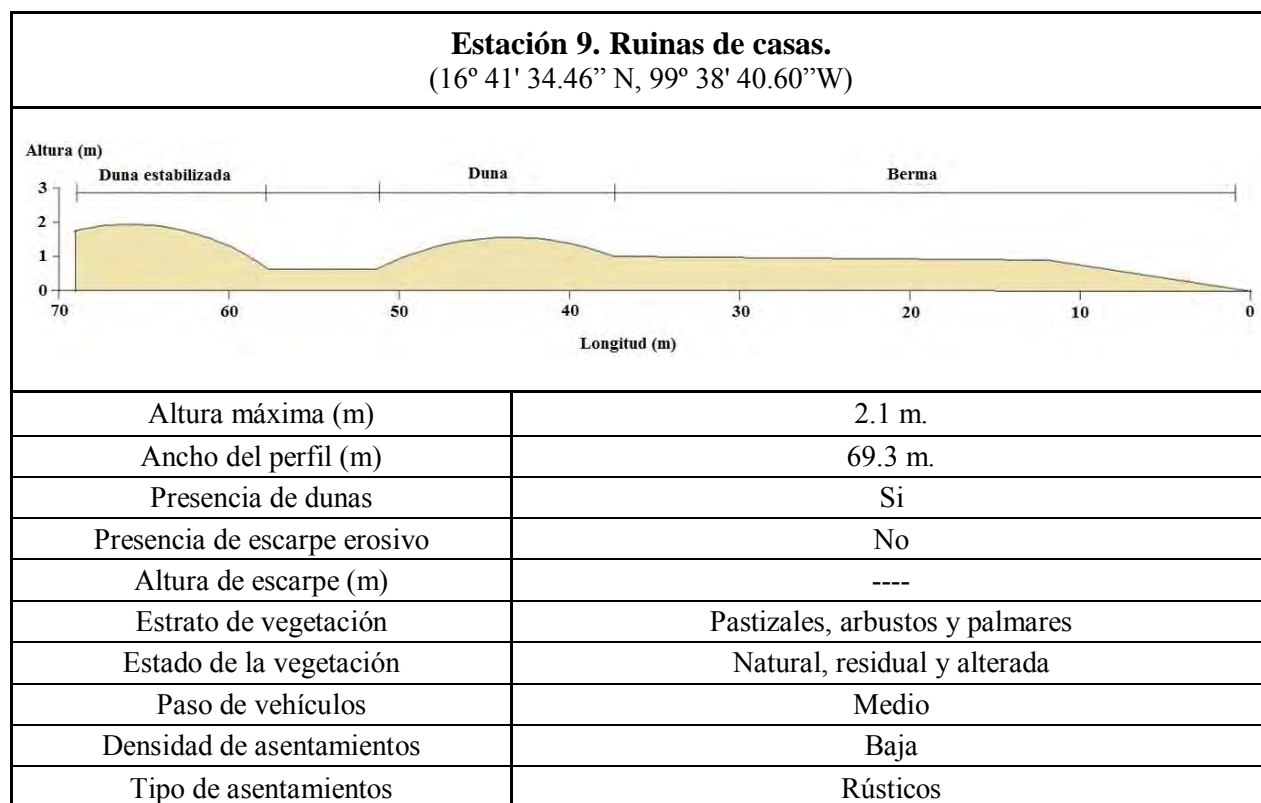 Estación 9. Ruinas de casas.
(16º 41' 34.46” N, 99º 38' 40.60”W)
Altura (m)
Duna estabilizada
Duna
Berma
3
2
1
0
70
60
50
40
30
20
10
0
Longitud (m)
Altura máxima (m) 2.1 m.
Ancho del perfil (m) 69.3 m.
Presencia de dunas Si
Presencia de escarpe erosivo No
Altura de escarpe (m) ----
Estrato de vegetación Pastizales, arbustos y palmares
Estado de la vegetación Natural, residual y alterada
Paso de vehículos Medio
Densidad de asentamientos Baja
Tipo de asentamientos Rústicos